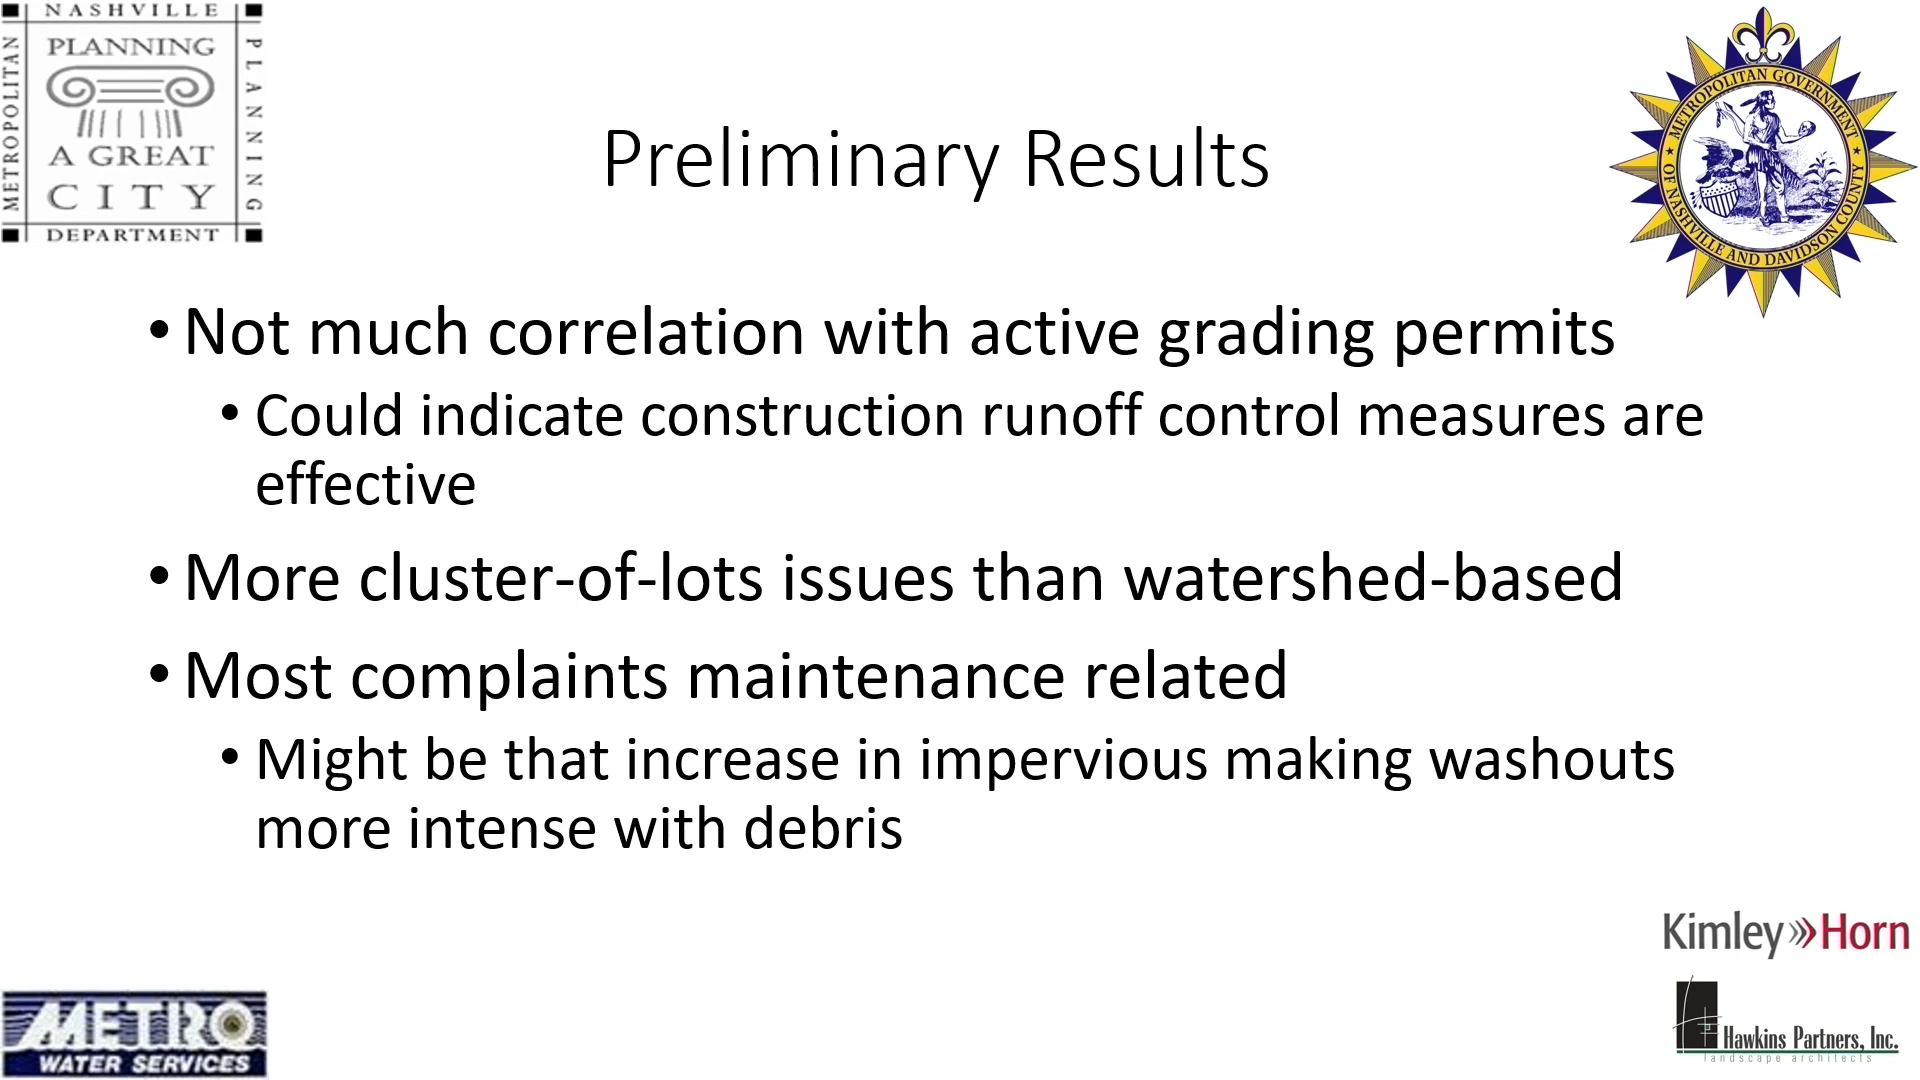 NASHVILLE
METROPOLITAN
PLANNING
PLANNING
A GREAT
CITY
DEPARTMENT
METROPOLITAN GOVERNMENT
OF NASHVILLE AND DAVIDSON COUNTY
Preliminary Results
• Not much correlation with active grading permits
• Could indicate construction runoff control measures are
effective
• More cluster-of-lots issues than watershed-based
• Most complaints maintenance related
• Might be that increase in impervious making washouts
more intense with debris
Kimley»Horn
METRO
WATER SERVICES
Hawkins Partners, Inc.
landscape architects